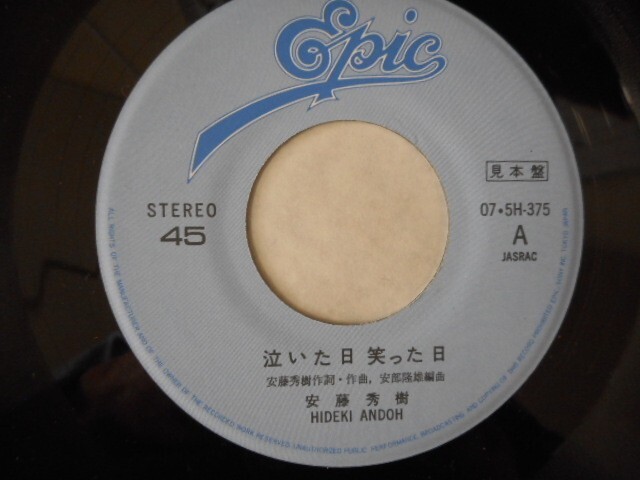 Epic
見本盤
STEREO
07・5H-375
45
A
JASRAC
泣いた日 笑った日
安藤秀樹作詞・作曲, 安部隆雄編曲
安藤秀樹
HIDEKI ANDOH